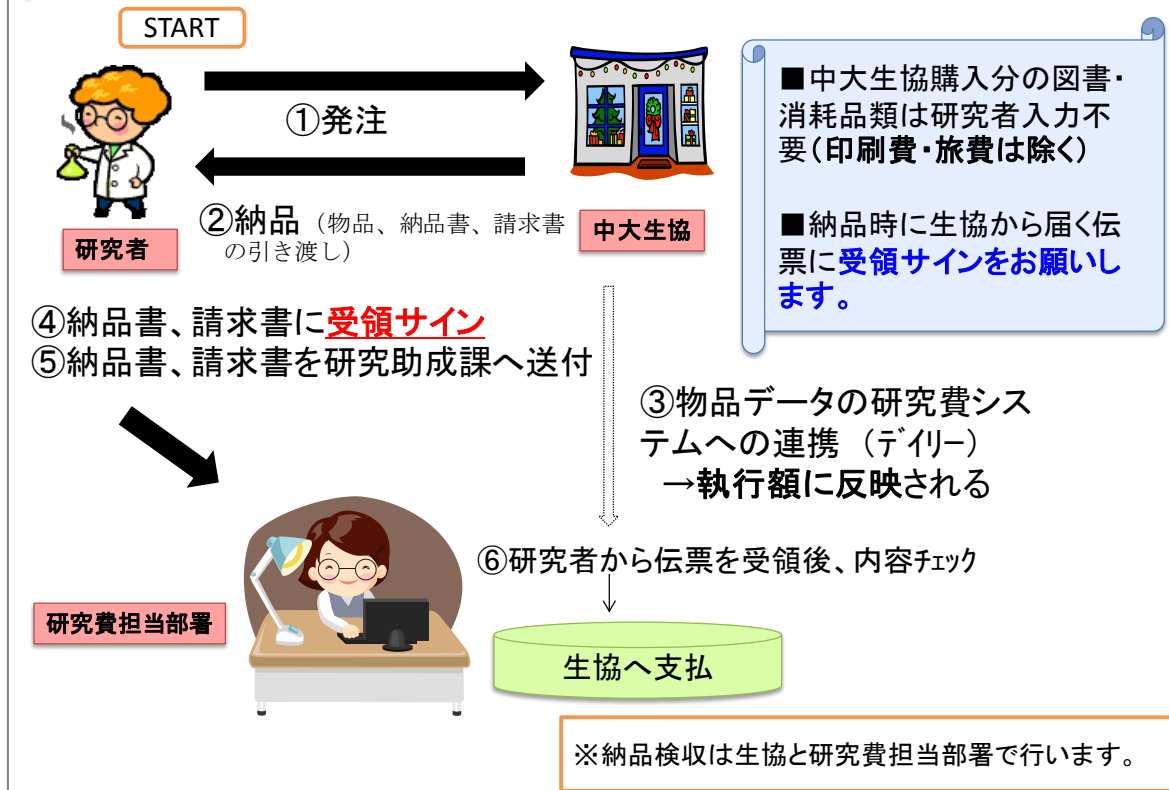 START
①発注
②納品（物品、納品書、請求書
の引き渡し）
研究者
中大生協
■中大生協購入分の図書・
消耗品類は研究者入力不
要（印刷費・旅費は除く）
■納品時に生協から届く伝
票に受領サインをお願いし
ます。
④納品書、請求書に受領サイン
⑤納品書、請求書を研究助成課へ送付
③物品データの研究費シス
テムへの連携（ﾃﾞｲﾘｰ）
→執行額に反映される
⑥研究者から伝票を受領後、内容ﾁｪｯｸ
研究費担当部署
生協へ支払
※納品検収は生協と研究費担当部署で行います。